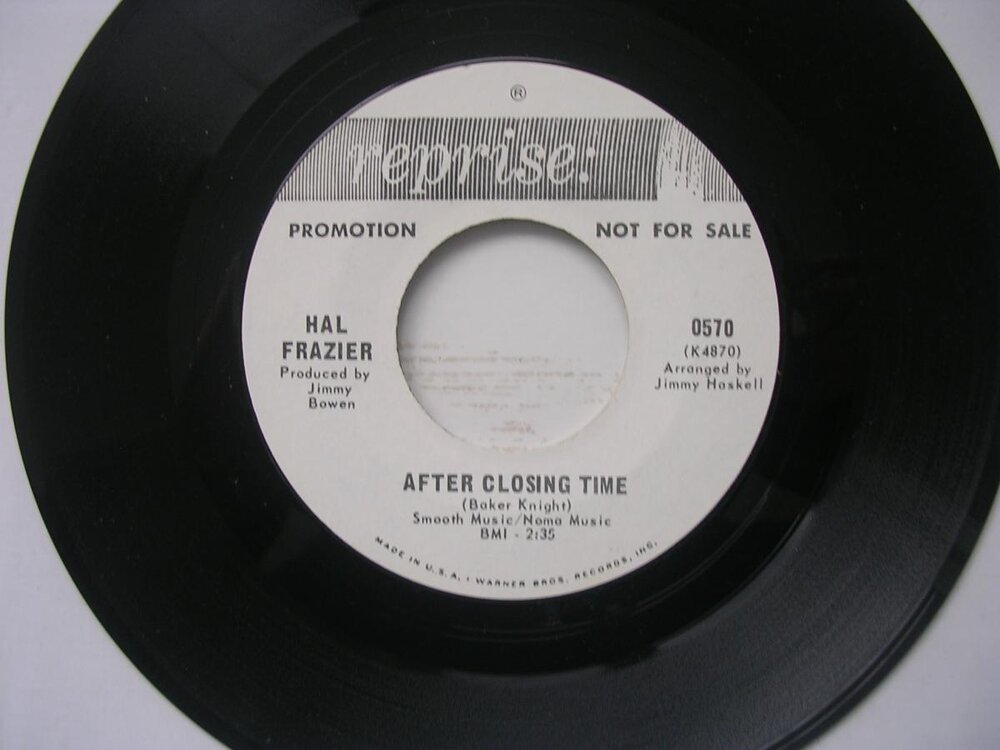 ®
reprise:
PROMOTION NOT FOR SALE
HAL
FRAZIER
Produced by
Jimmy
Bowen
0570
(K4870)
Arranged by
Jimmy Haskell
AFTER CLOSING TIME
(Baker Knight)
Smooth Music/Noma Music
BMI - 2:35
MADE IN U.S.A. • WARNER BROS. RECORDS, INC.